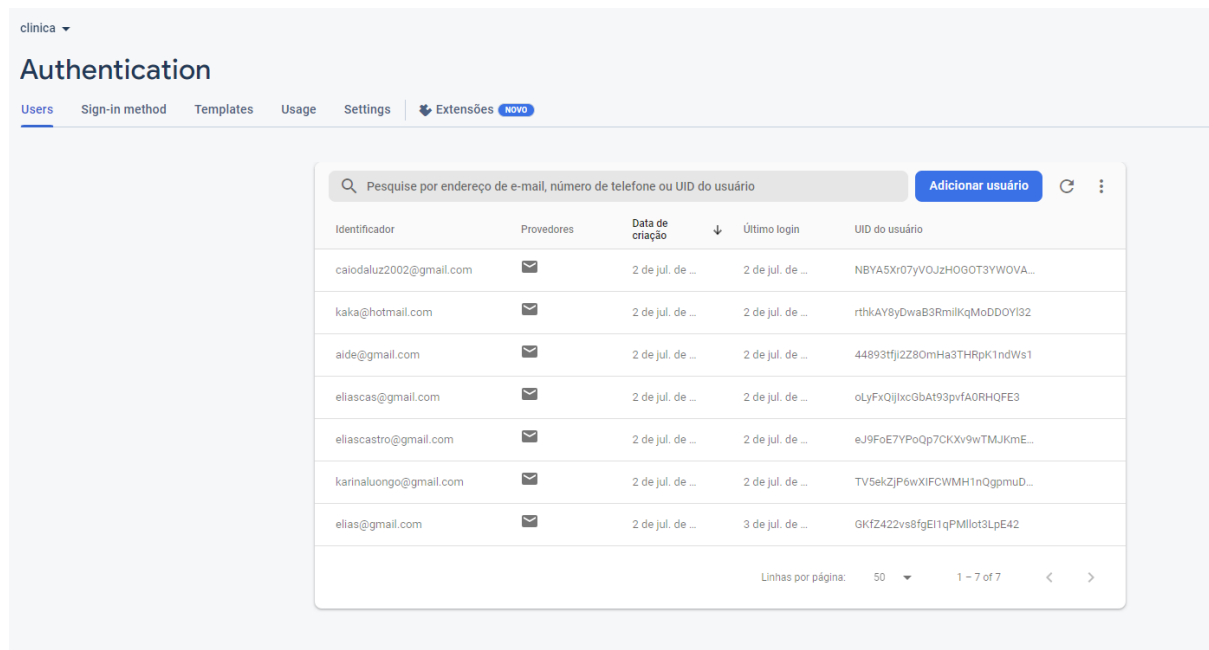 clinica
Authentication
Users Sign-in method Templates Usage Settings Extensões NOVO
Pesquise por endereço de e-mail, número de telefone ou UID do usuário Adicionar usuário
Identificador Provedores Data de criação Último login UID do usuário
caiodaluz2002@gmail.com 2 de jul. de ... 2 de jul. de ... NBYA5Xr07yVOJzHOGOT3YWOVA...
kaka@hotmail.com 2 de jul. de ... 2 de jul. de ... rthkAY8yDwaB3RmilKqMoDDOYl32
aide@gmail.com 2 de jul. de ... 2 de jul. de ... 44893tfji2Z8OmHa3THRpK1ndWs1
eliascas@gmail.com 2 de jul. de ... 2 de jul. de ... oLyFxQijIxcGbAt93pvfA0RHQFE3
eliascastro@gmail.com 2 de jul. de ... 2 de jul. de ... eJ9FoE7YPoQp7CKXv9wTMJKmE...
karinaluongo@gmail.com 2 de jul. de ... 2 de jul. de ... TV5ekZjP6wXIFCWMH1nQgpmuD...
elias@gmail.com 2 de jul. de ... 3 de jul. de ... GKfZ422vs8fgEI1qPMllot3LpE42
Linhas por página: 50 1 – 7 of 7